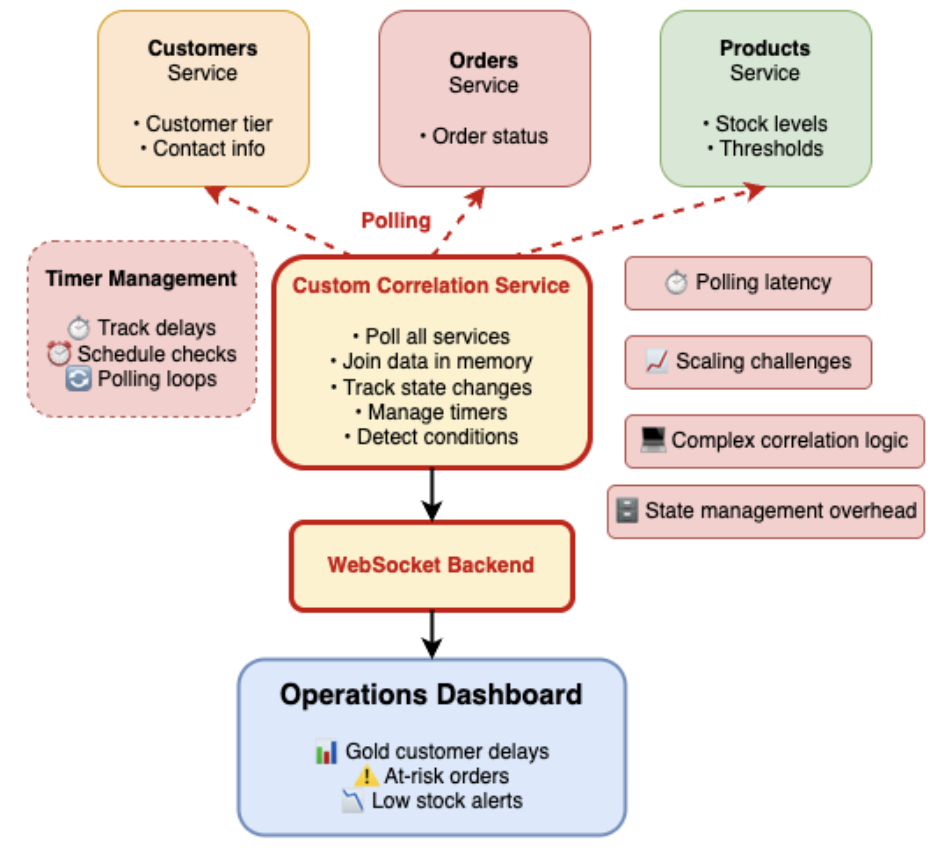 Customers
Service
• Customer tier
• Contact info
Orders
Service
• Order status
Products
Service
• Stock levels
• Thresholds
Polling
Timer Management
Track delays
Schedule checks
Polling loops
Custom Correlation Service
• Poll all services
• Join data in memory
• Track state changes
• Manage timers
• Detect conditions
Polling latency
Scaling challenges
Complex correlation logic
State management overhead
WebSocket Backend
Operations Dashboard
Gold customer delays
At-risk orders
Low stock alerts